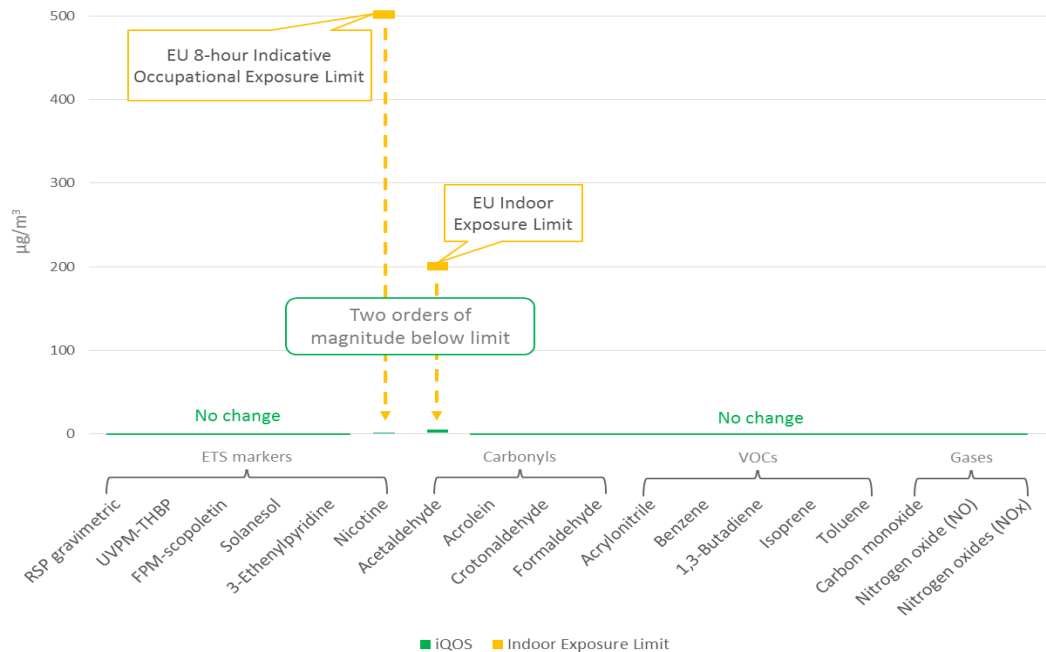 500
EU 8-hour Indicative
Occupational Exposure Limit
400
300
EU Indoor
Exposure Limit
µg/m³
200
Two orders of
magnitude below limit
100
No change
No change
0
ETS markers
Carbonyls
VOCs
Gases
RSP gravimetric
UVPM-THBP
FPM-scopoletin
Solanesol
3-Ethenylpyridine
Nicotine
Acetaldehyde
Acrolein
Crotonaldehyde
Formaldehyde
Acrylonitrile
Benzene
1,3-Butadiene
Isoprene
Toluene
Carbon monoxide
Nitrogen oxide (NO)
Nitrogen oxides (NOx)
iQOS
Indoor Exposure Limit